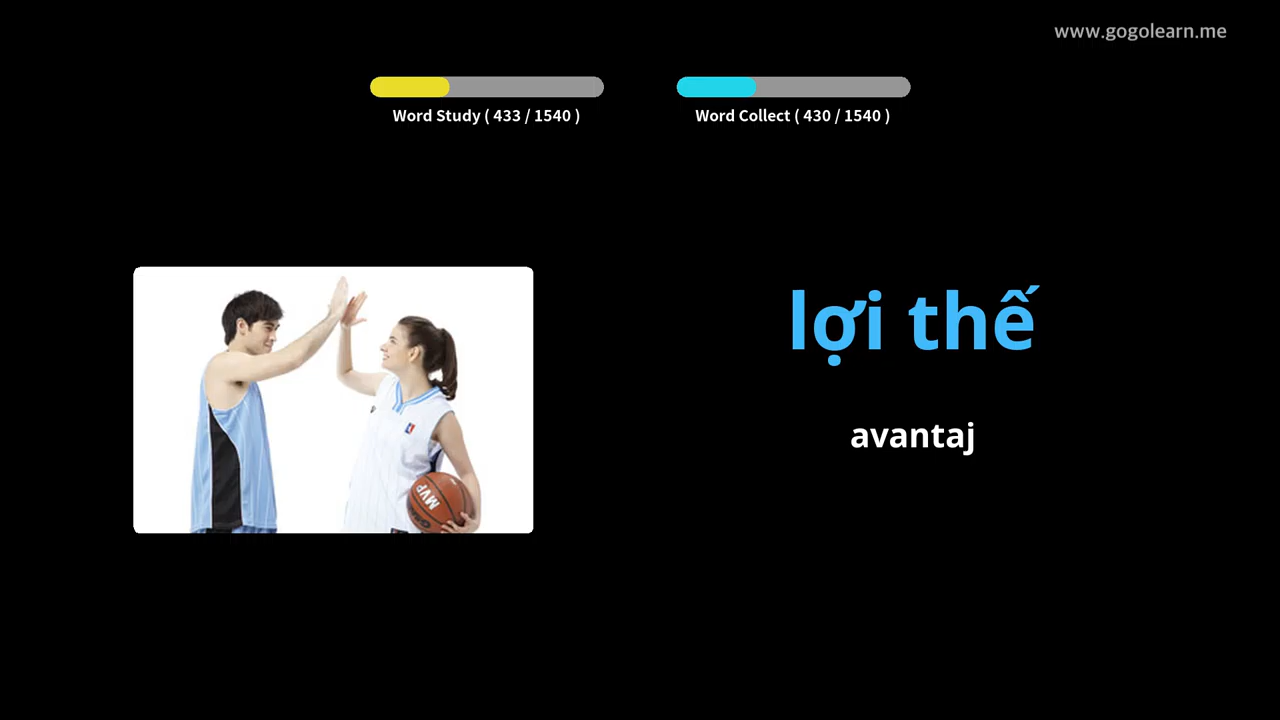 www.gogolearn.me
Word Study ( 433 / 1540 )
Word Collect ( 430 / 1540 )
lợi thế
avantaj
MVP